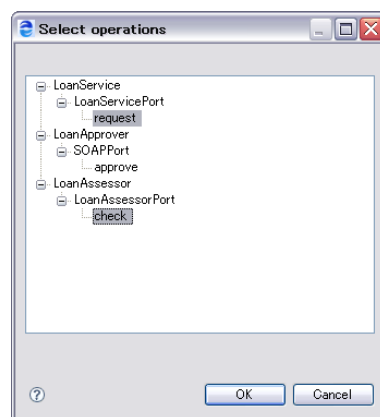 Select operations
LoanService
LoanServicePort
request
LoanApprover
SOAPPort
approve
LoanAssessor
LoanAssessorPort
check
?
OK
Cancel